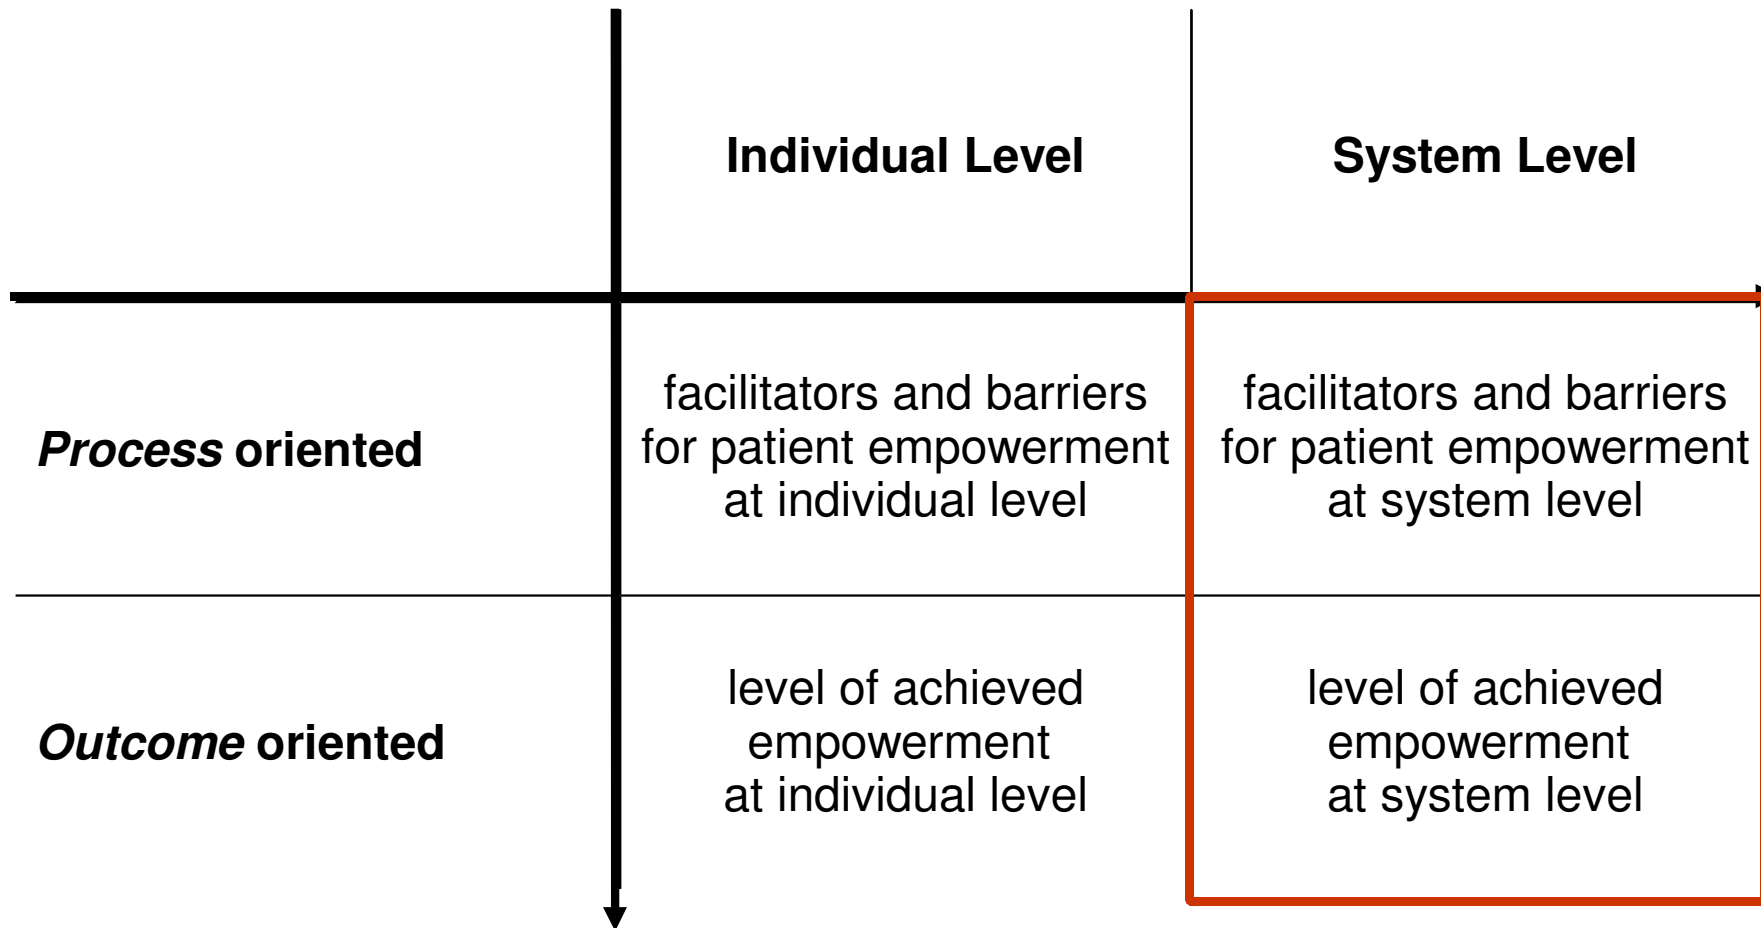 Individual Level
System Level
Process oriented
facilitators and barriers
for patient empowerment
at individual level
facilitators and barriers
for patient empowerment
at system level
Outcome oriented
level of achieved
empowerment
at individual level
level of achieved
empowerment
at system level